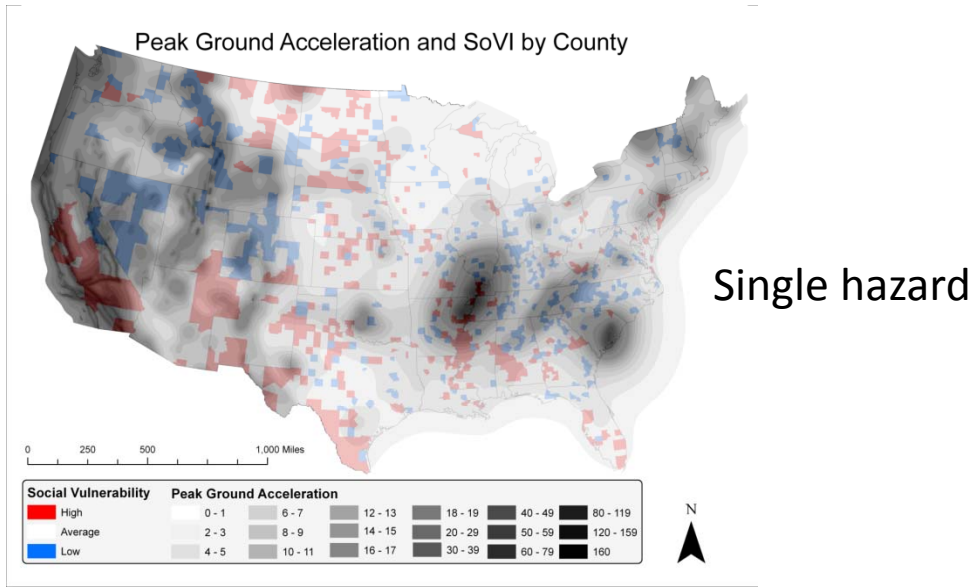 Peak Ground Acceleration and SoVI by County
Single hazard
0 250 500 1,000 Miles
Social Vulnerability Peak Ground Acceleration
High 0 - 1 6 - 7 12 - 13 18 - 19 40 - 49 80 - 119
Average 2 - 3 8 - 9 14 - 15 20 - 29 50 - 59 120 - 159
Low 4 - 5 10 - 11 16 - 17 30 - 39 60 - 79 160
N